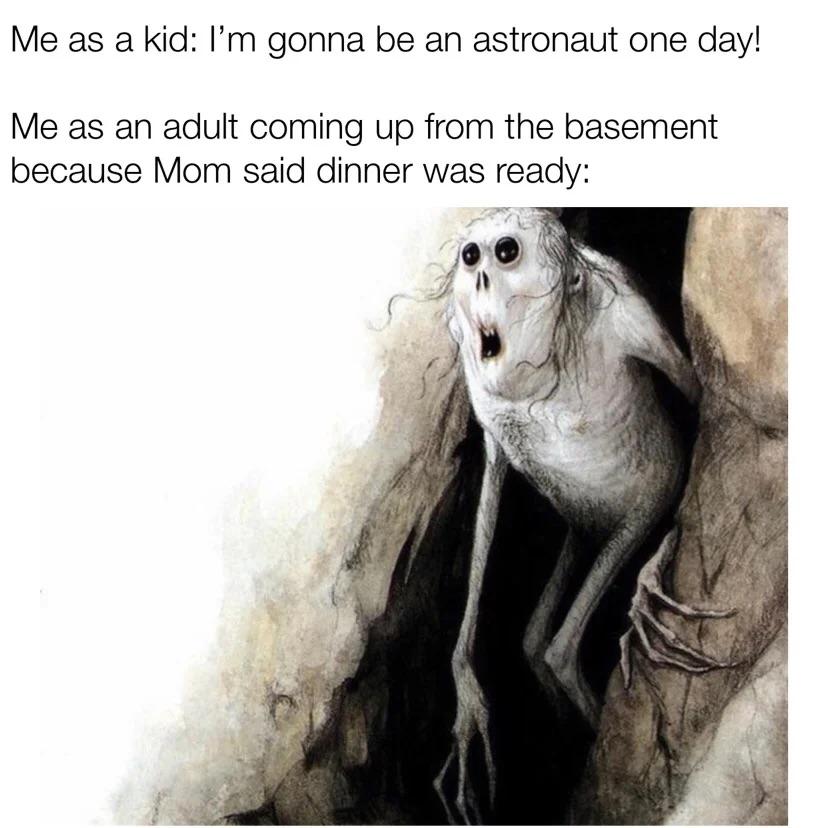 Me as a kid: I’m gonna be an astronaut one day!
Me as an adult coming up from the basement
because Mom said dinner was ready: